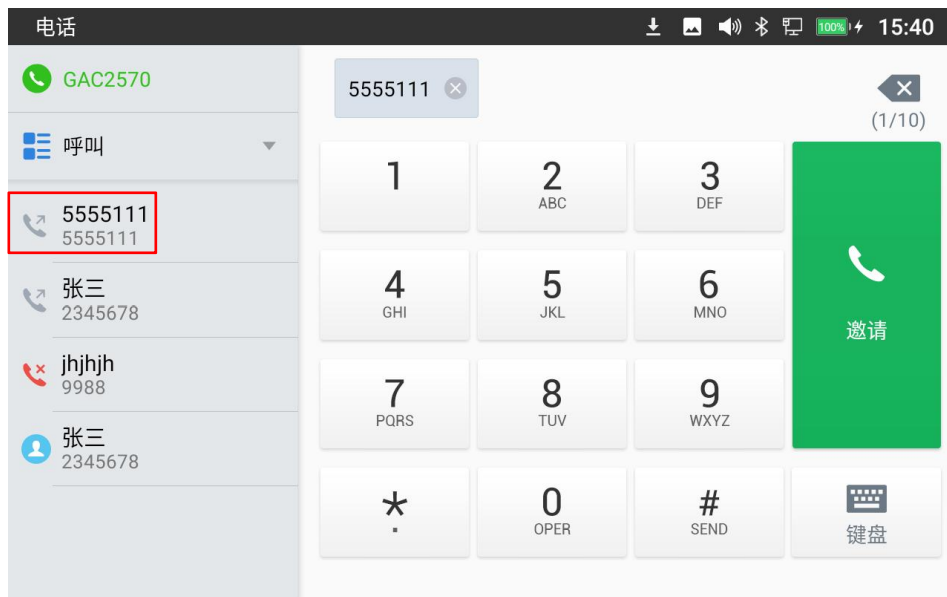 电话
100%
15:40
GAC2570
呼叫
5555111
5555111
张三
2345678
jhjhjh
9988
张三
2345678
5555111
(1/10)
1
2
ABC
3
DEF
4
GHI
5
JKL
6
MNO
邀请
7
PQRS
8
TUV
9
WXYZ
*
.
0
OPER
#
SEND
键盘